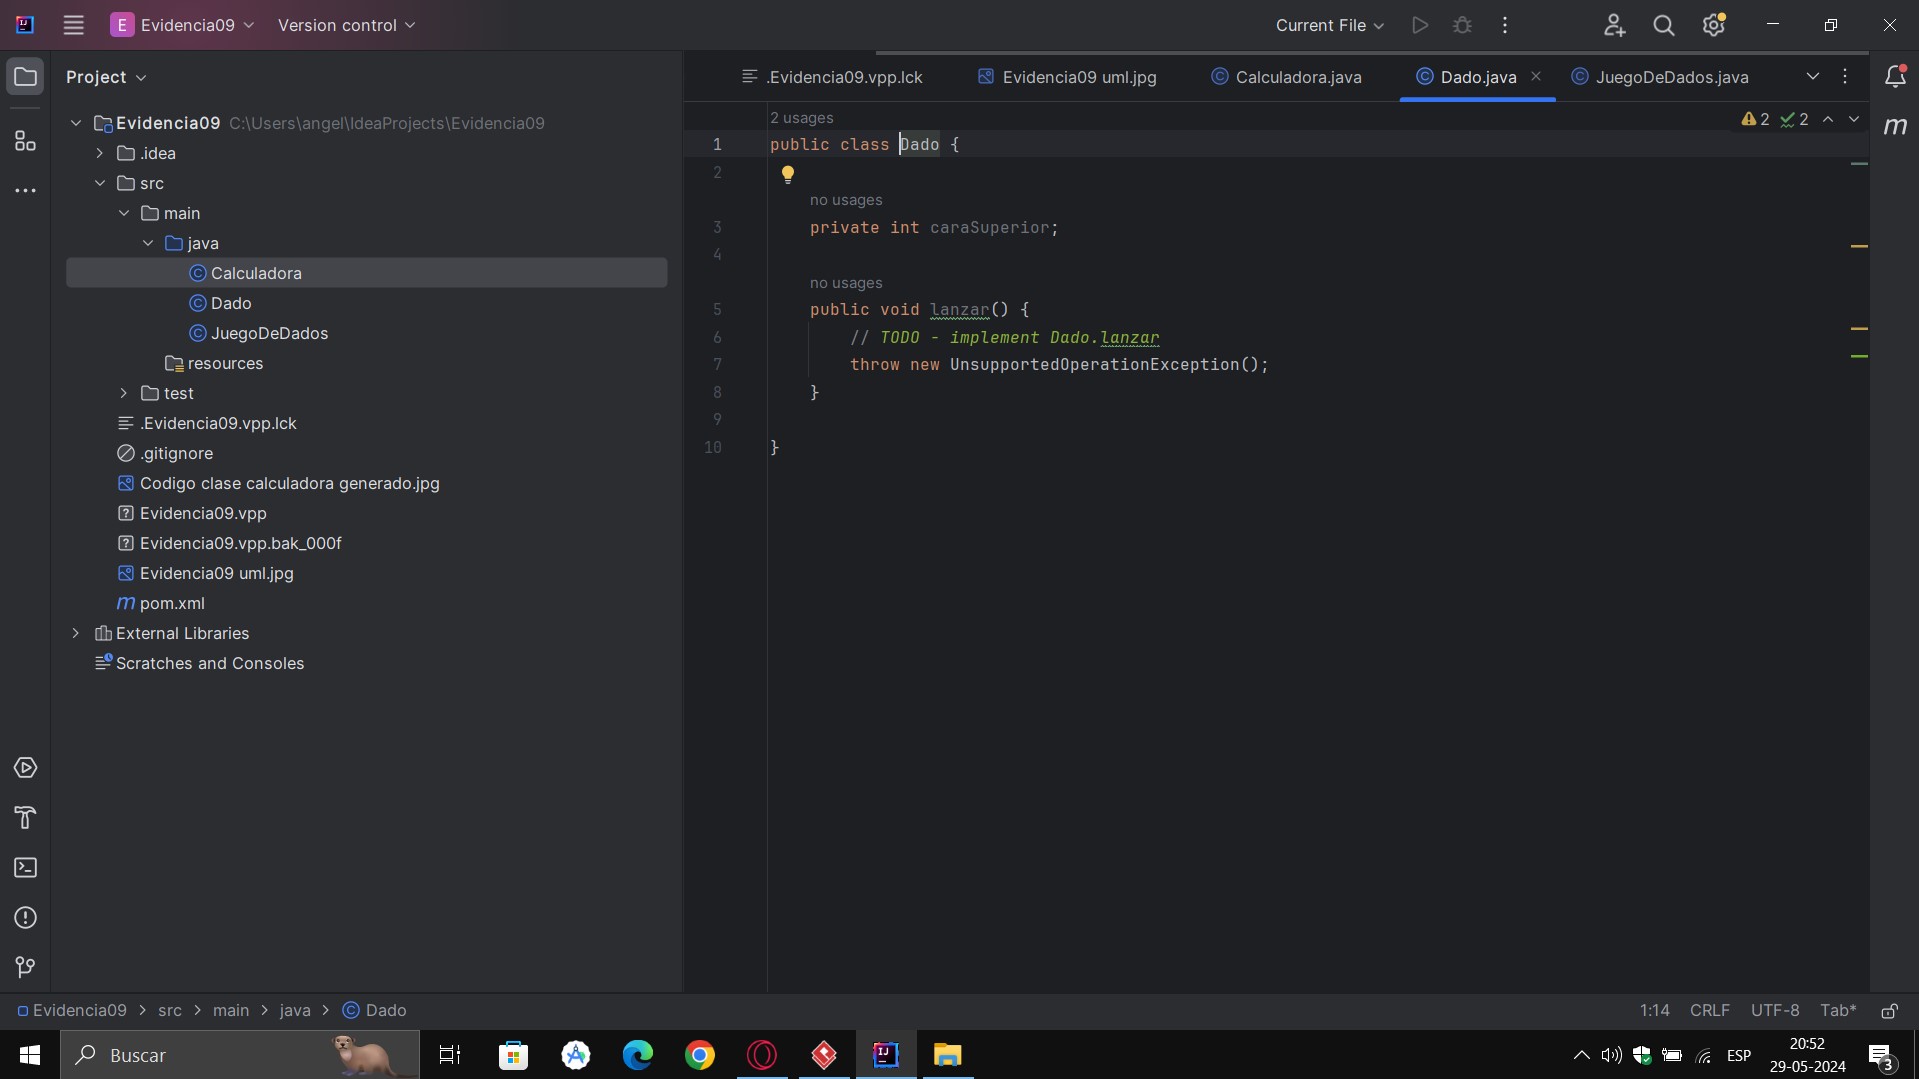 E Evidencia09 Version control Current File
Project
Evidencia09 C:\Users\angel\IdeaProjects\Evidencia09
.idea
src
main
java
Calculadora
Dado
JuegoDeDados
resources
test
.Evidencia09.vpp.lck
.gitignore
Codigo clase calculadora generado.jpg
Evidencia09.vpp
Evidencia09.vpp.bak_000f
Evidencia09 uml.jpg
m pom.xml
External Libraries
Scratches and Consoles
.Evidencia09.vpp.lck Evidencia09 uml.jpg Calculadora.java Dado.java JuegoDeDados.java
2 usages
2 2
m
1 public class Dado {
2
no usages
3 private int caraSuperior;
4
no usages
5 public void lanzar() {
6 // TODO - implement Dado.lanzar
7 throw new UnsupportedOperationException();
8 }
9
10 }
Evidencia09 > src > main > java > Dado
1:14 CRLF UTF-8 Tab*
Buscar
ESP
20:52
29-05-2024
3